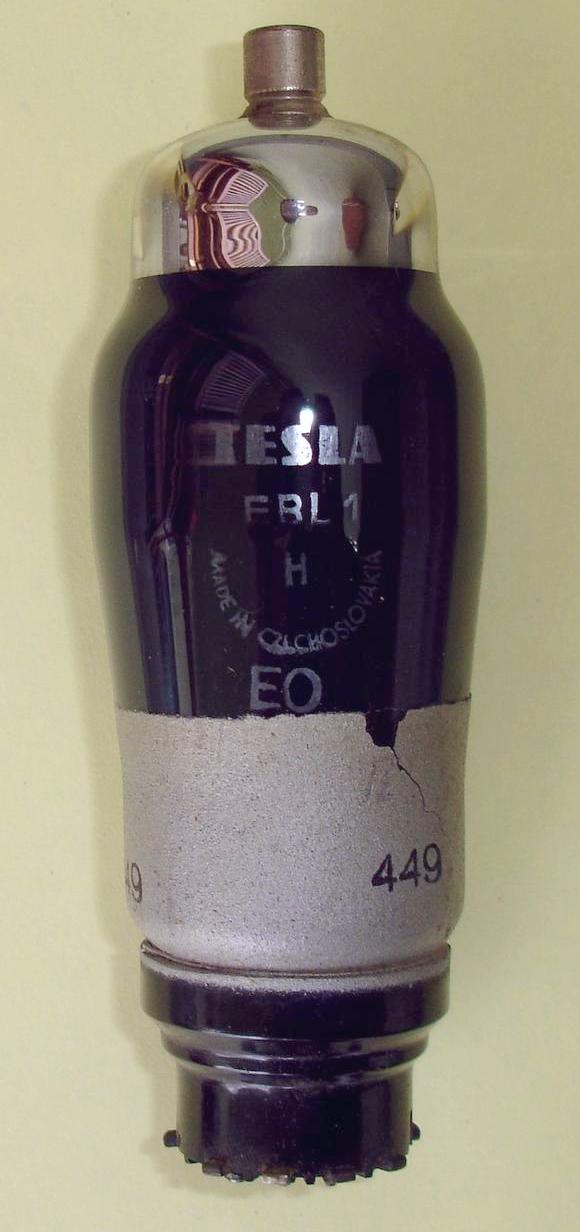 TESLA
EBL 1
H
MADE IN CZECHOSLOVAKIA
EO
449
49